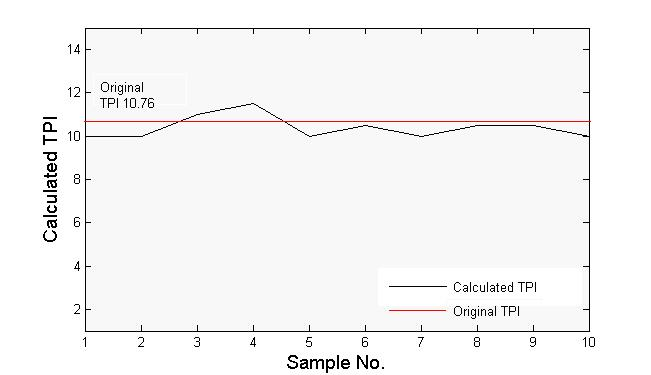 14
12
10
8
6
4
2
Calculated TPI
Original
TPI 10.76
Calculated TPI
Original TPI
1 2 3 4 5 6 7 8 9 10
Sample No.